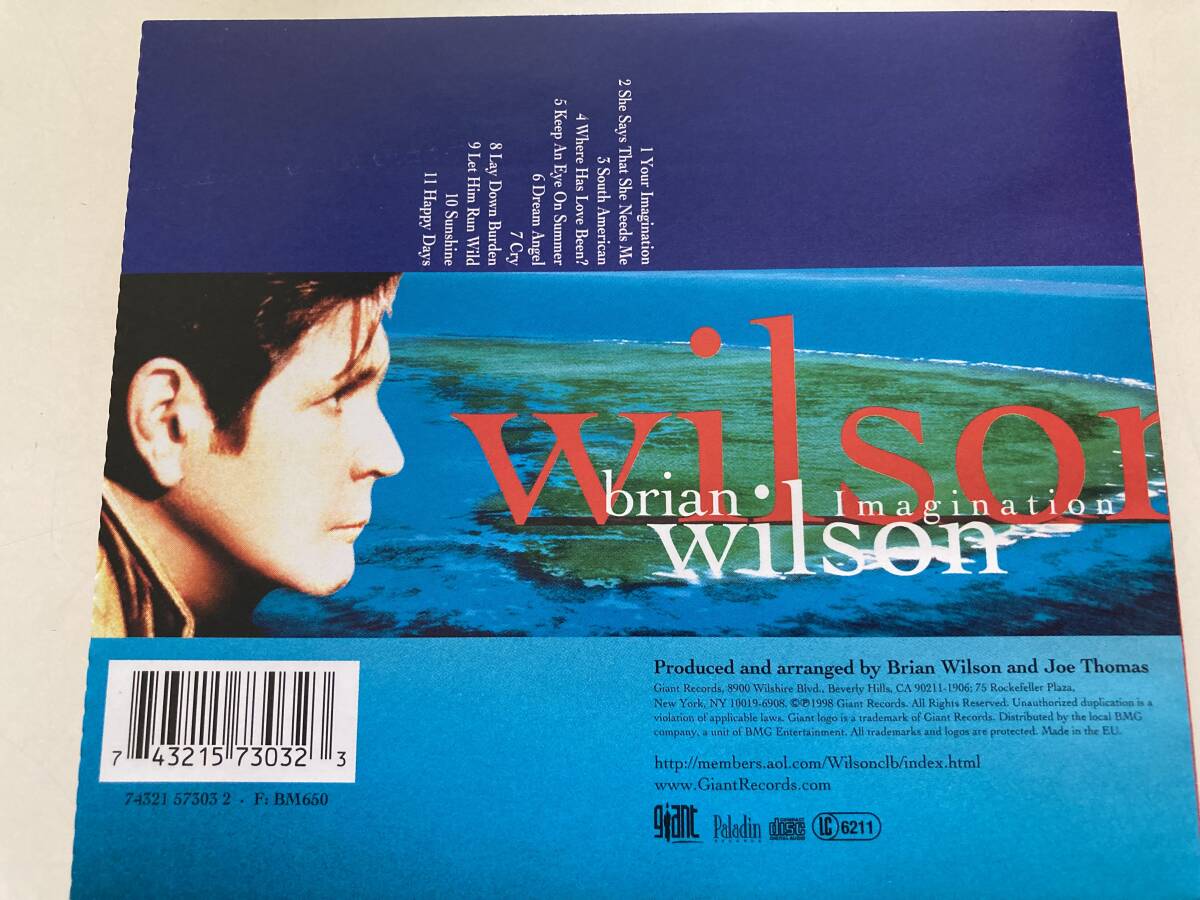 1 Your Imagination
2 She Says That She Needs Me
3 South American
4 Where Has Love Been?
5 Keep An Eye On Summer
6 Dream Angel
7 Cry
8 Lay Down Burden
9 Let Him Run Wild
10 Sunshine
11 Happy Days
wilson
brian
Imagination
wilson
Produced and arranged by Brian Wilson and Joe Thomas
Giant Records, 8900 Wilshire Blvd., Beverly Hills, CA 90211-1906; 75 Rockefeller Plaza,
New York, NY 10019-6908. ©℗1998 Giant Records. All Rights Reserved. Unauthorized duplication is a
violation of applicable laws. Giant logo is a trademark of Giant Records. Distributed by the local BMG
company, a unit of BMG Entertainment. All trademarks and logos are protected. Made in the EU.
http://members.aol.com/Wilsonclb/index.html
www.GiantRecords.com
giant Paladin RECORDS COMPACT disc DIGITAL AUDIO LC 6211
7 43215 73032 3
74321 57303 2 · F: BM650